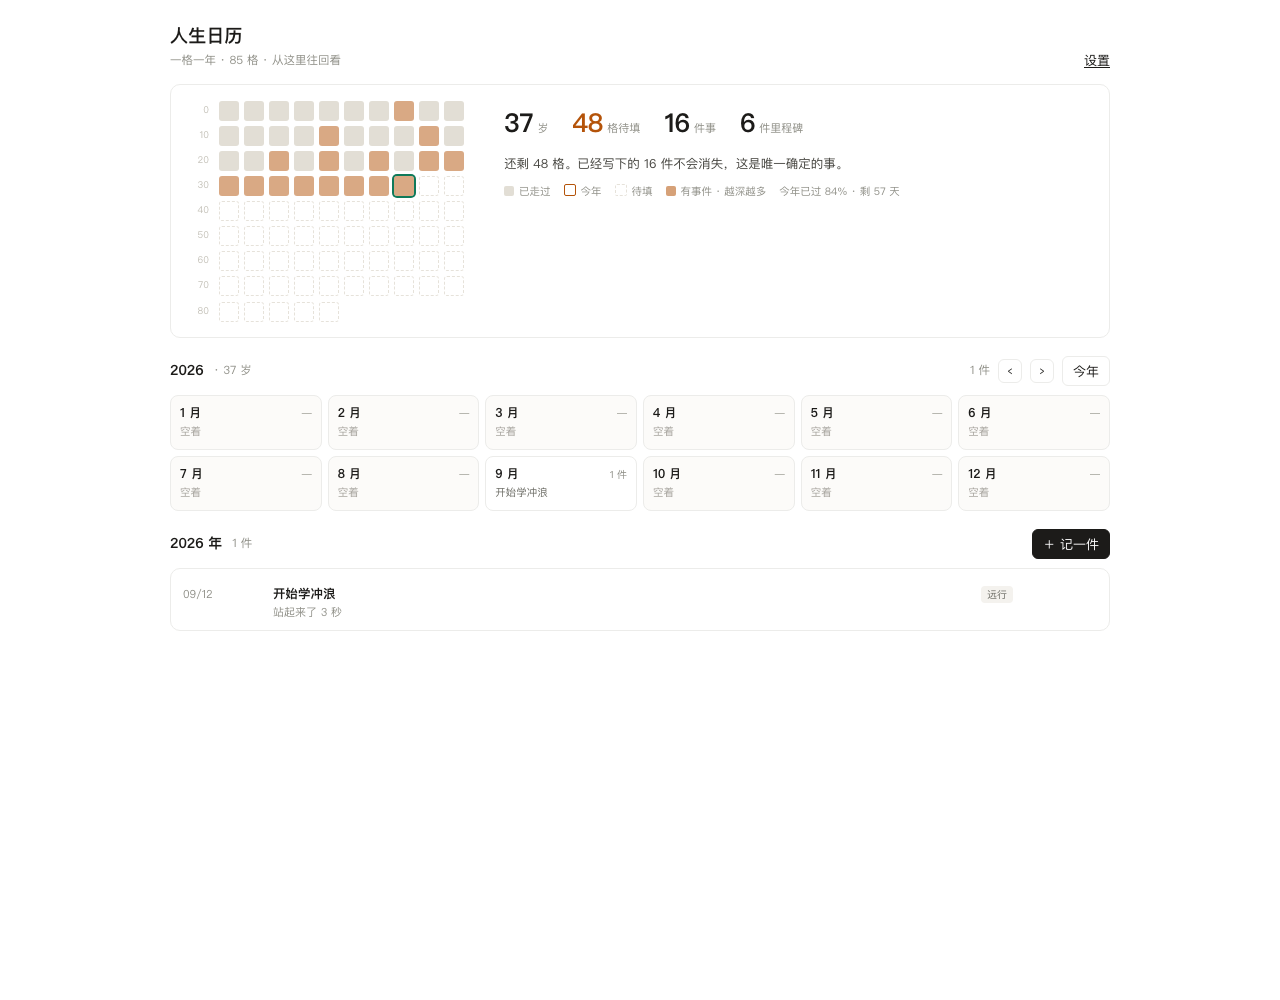 人生日历
一格一年 · 85 格 · 从这里往回看
设置
0
10
20
30
40
50
60
70
80
37 岁 48 格待填 16 件事 6 件里程碑
还剩 48 格。已经写下的 16 件不会消失，这是唯一确定的事。
已走过 今年 待填 有事件 · 越深越多 今年已过 84% · 剩 57 天
2026 · 37 岁
1 件 < > 今年
1 月 — 2 月 — 3 月 — 4 月 — 5 月 — 6 月 —
空着 空着 空着 空着 空着 空着
7 月 — 8 月 — 9 月 1 件 10 月 — 11 月 — 12 月 —
空着 空着 开始学冲浪 空着 空着 空着
2026 年 1 件
+ 记一件
09/12 开始学冲浪 远行
站起来了 3 秒